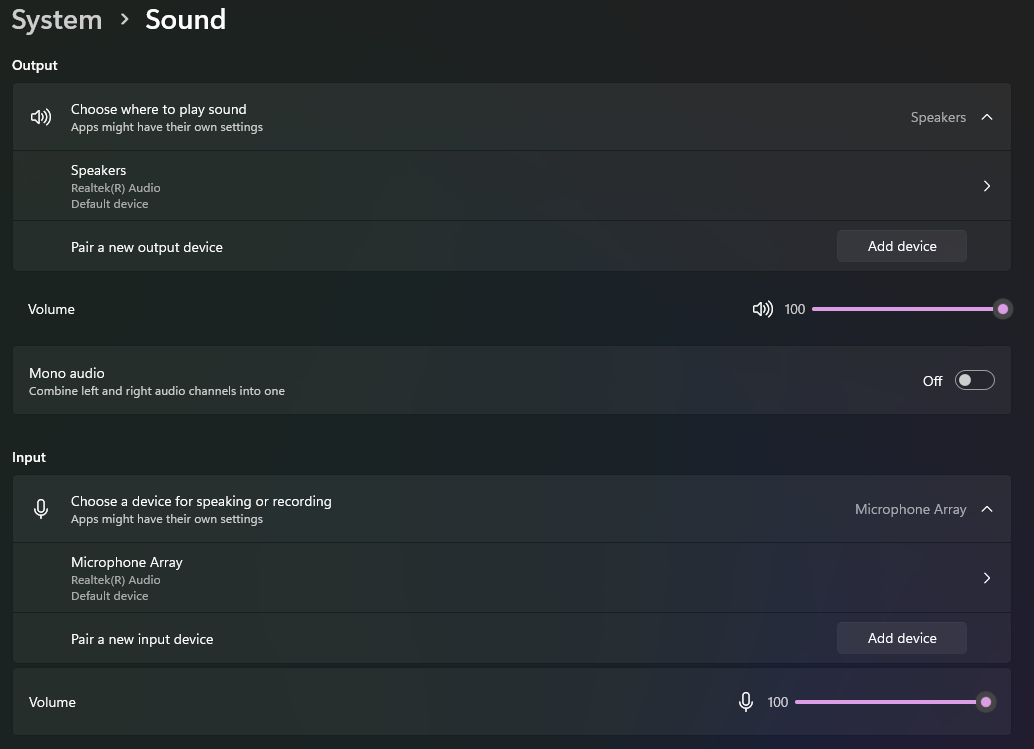 System > Sound
Output
Choose where to play sound
Apps might have their own settings
Speakers
Speakers
Realtek(R) Audio
Default device
Pair a new output device
Add device
Volume
100
Mono audio
Combine left and right audio channels into one
Off
Input
Choose a device for speaking or recording
Apps might have their own settings
Microphone Array
Microphone Array
Realtek(R) Audio
Default device
Pair a new input device
Add device
Volume
100